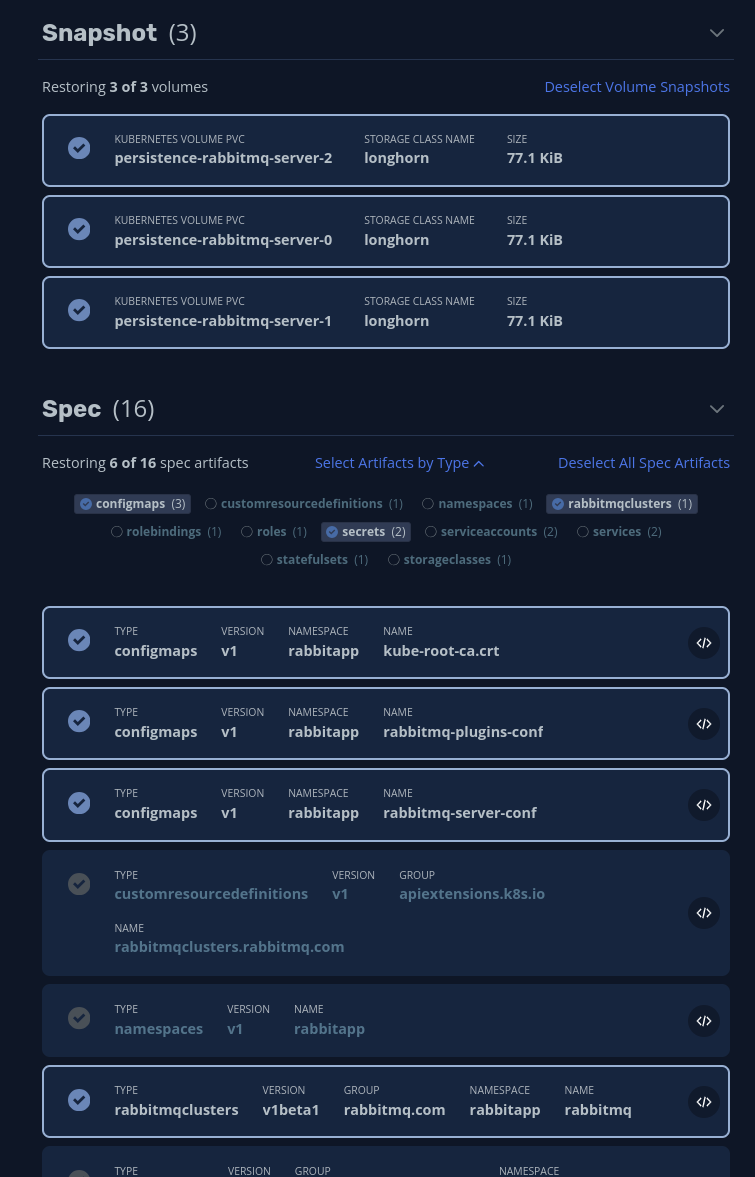 Snapshot (3)
Restoring 3 of 3 volumes Deselect Volume Snapshots
KUBERNETES VOLUME PVC STORAGE CLASS NAME SIZE
persistence-rabbitmq-server-2 longhorn 77.1 KiB
KUBERNETES VOLUME PVC STORAGE CLASS NAME SIZE
persistence-rabbitmq-server-0 longhorn 77.1 KiB
KUBERNETES VOLUME PVC STORAGE CLASS NAME SIZE
persistence-rabbitmq-server-1 longhorn 77.1 KiB
Spec (16)
Restoring 6 of 16 spec artifacts Select Artifacts by Type Deselect All Spec Artifacts
configmaps (3) customresourcedefinitions (1) namespaces (1) rabbitmqclusters (1)
rolebindings (1) roles (1) secrets (2) serviceaccounts (2) services (2)
statefulsets (1) storageclasses (1)
TYPE VERSION NAMESPACE NAME
configmaps v1 rabbitapp kube-root-ca.crt
</>
TYPE VERSION NAMESPACE NAME
configmaps v1 rabbitapp rabbitmq-plugins-conf
</>
TYPE VERSION NAMESPACE NAME
configmaps v1 rabbitapp rabbitmq-server-conf
</>
TYPE VERSION GROUP
customresourcedefinitions v1 apiextensions.k8s.io
</>
NAME
rabbitmqclusters.rabbitmq.com
TYPE VERSION NAME
namespaces v1 rabbitapp
</>
TYPE VERSION GROUP NAMESPACE NAME
rabbitmqclusters v1beta1 rabbitmq.com rabbitapp rabbitmq
</>
TYPE VERSION GROUP NAMESPACE